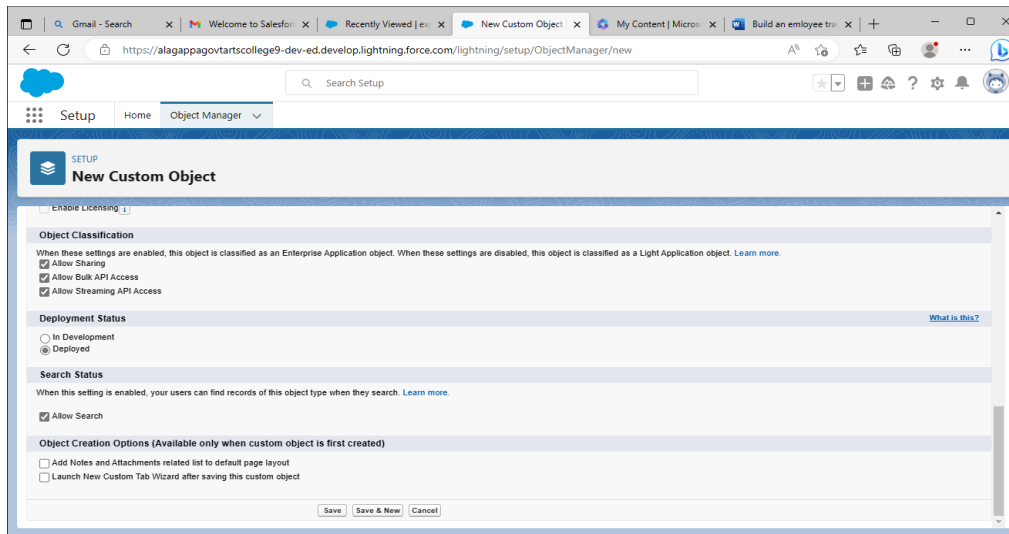 Gmail - Search
Welcome to Salesfor
Recently Viewed | ex
New Custom Object
My Content | Micros
Build an emloyee tra
https://alagappagovtartscollege9-dev-ed.develop.lightning.force.com/lightning/setup/ObjectManager/new
Search Setup
Setup
Home
Object Manager
SETUP
New Custom Object
Enable Licensing i
Object Classification
When these settings are enabled, this object is classified as an Enterprise Application object. When these settings are disabled, this object is classified as a Light Application object. Learn more.
Allow Sharing
Allow Bulk API Access
Allow Streaming API Access
Deployment Status
What is this?
In Development
Deployed
Search Status
When this setting is enabled, your users can find records of this object type when they search. Learn more.
Allow Search
Object Creation Options (Available only when custom object is first created)
Add Notes and Attachments related list to default page layout
Launch New Custom Tab Wizard after saving this custom object
Save Save & New Cancel